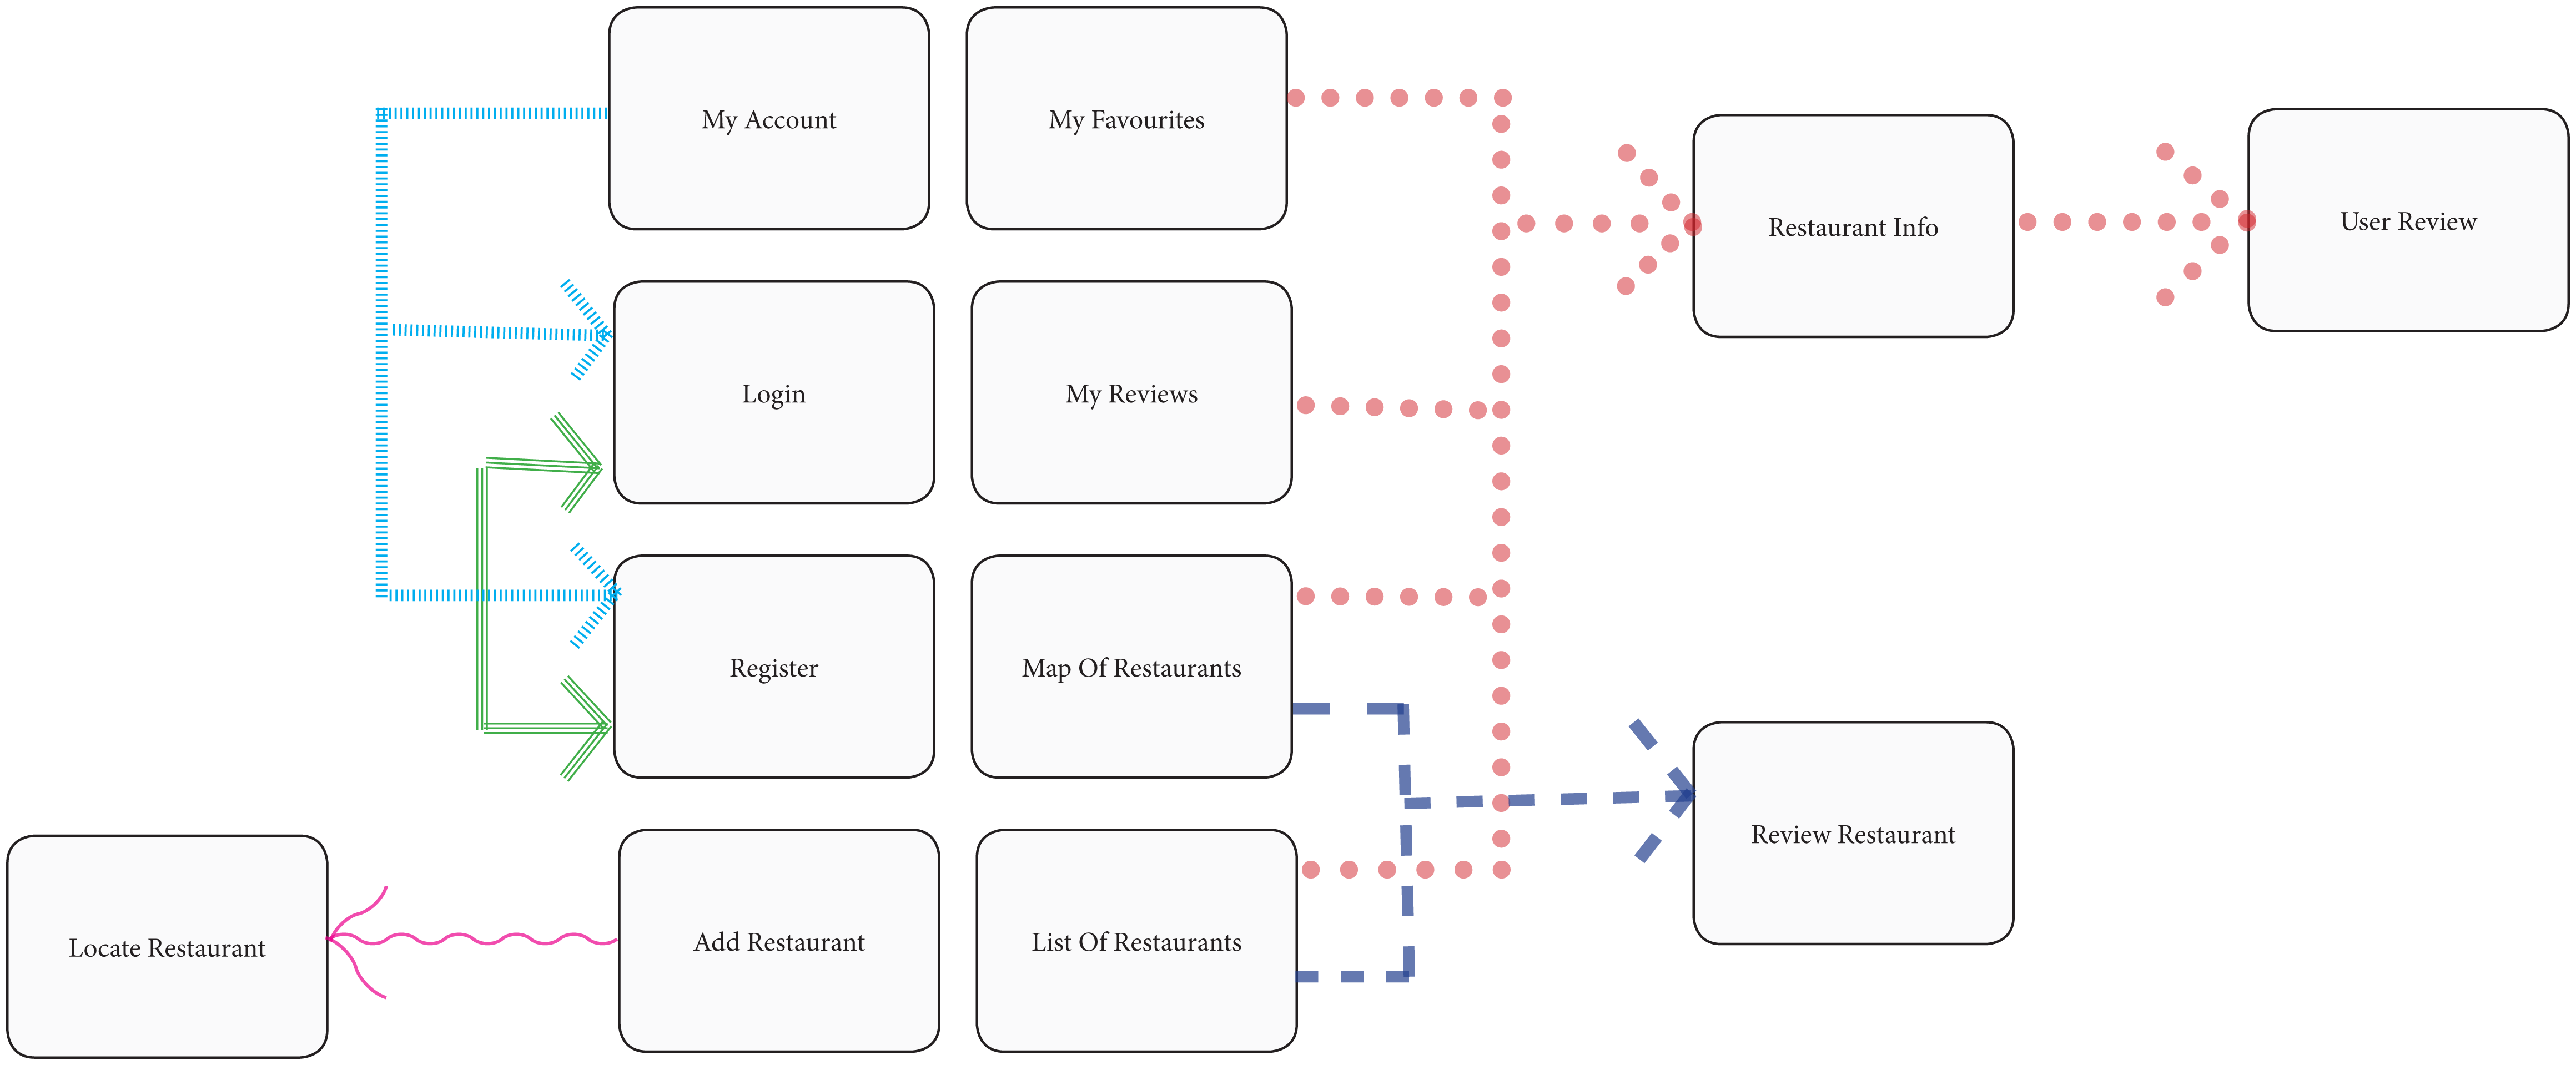 My Account
My Favourites
Restaurant Info
User Review
Login
My Reviews
Register
Map Of Restaurants
Review Restaurant
Locate Restaurant
Add Restaurant
List Of Restaurants